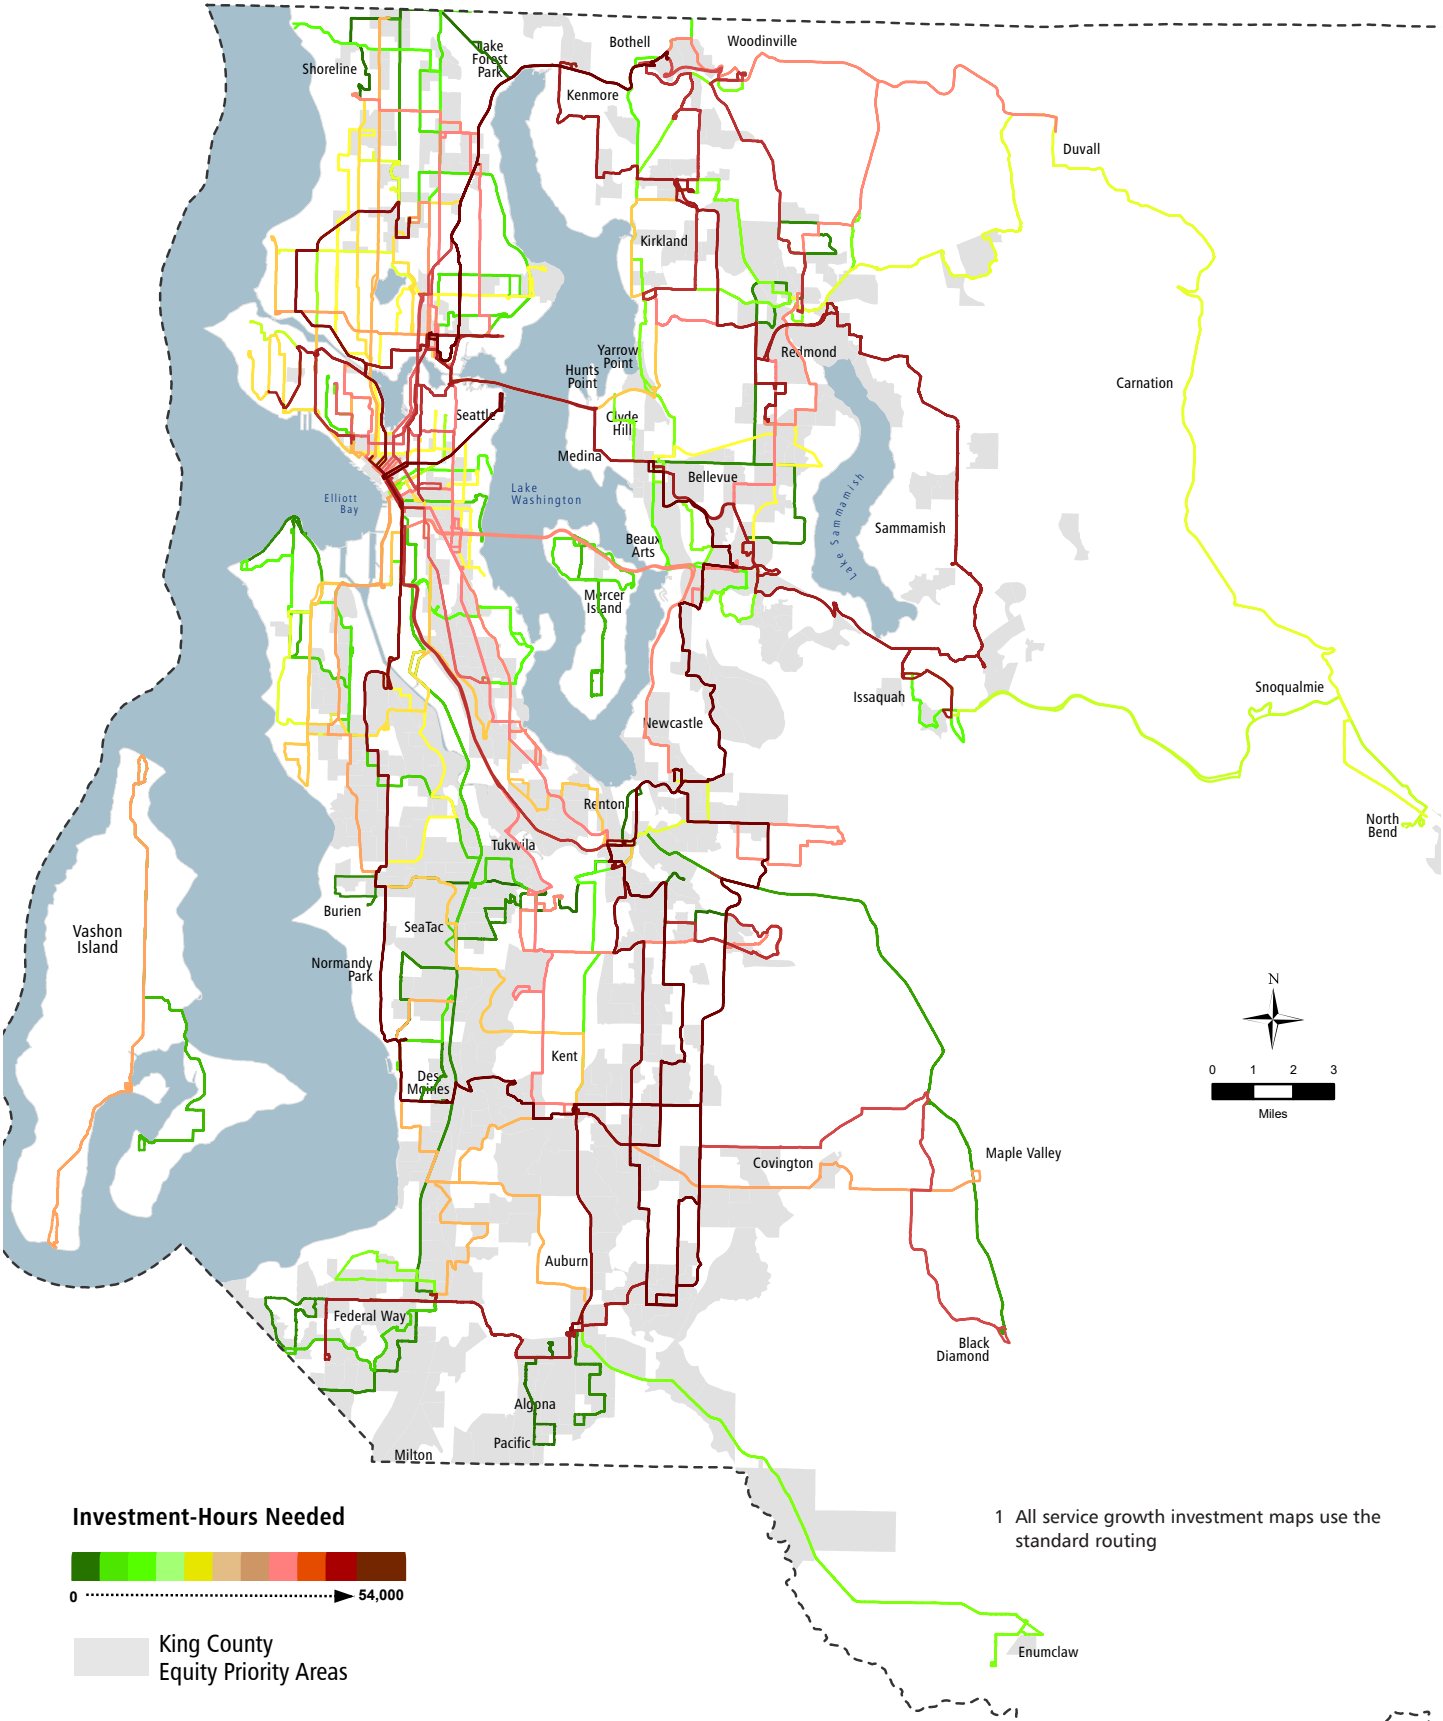 Bothell
Woodinville
Lake
Forest
Park
Shoreline
Kenmore
Duvall
Kirkland
Yarrow
Point
Redmond
Hunts
Point
Carnation
Seattle
Clyde
Hill
Medina
Bellevue
Elliott
Bay
Lake
Washington
Lake Sammamish
Sammamish
Beaux
Arts
Mercer
Island
Issaquah
Snoqualmie
Newcastle
Renton
North
Bend
Tukwila
Burien
SeaTac
Vashon
Island
Normandy
Park
N
Kent
0 1 2 3
Miles
Des
Moines
Covington
Maple Valley
Auburn
Federal Way
Black
Diamond
Algona
Pacific
Milton
Investment-Hours Needed
0 54,000
King County
Equity Priority Areas
1 All service growth investment maps use the
standard routing
Enumclaw